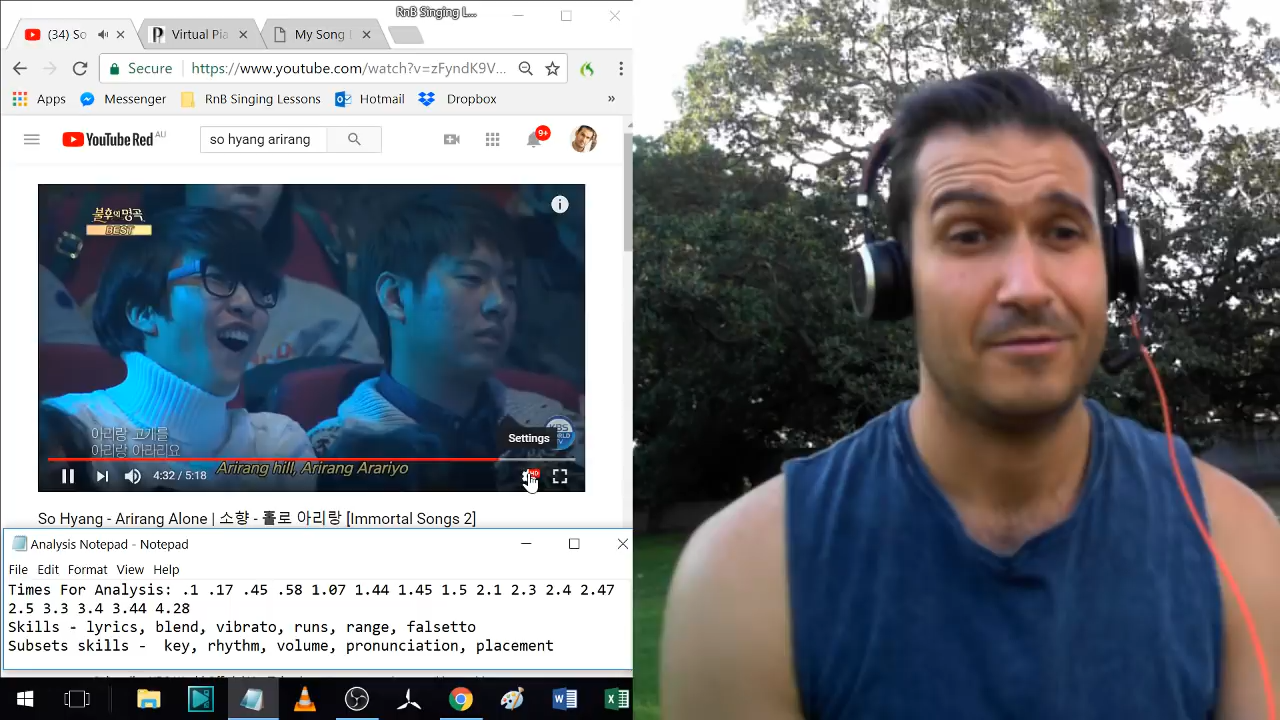 RnB Singing L...
(34) So
Virtual Pia
My Song
Secure
https://www.youtube.com/watch?v=zFyndK9V...
Apps
Messenger
RnB Singing Lessons
Hotmail
Dropbox
»
YouTube Red AU
so hyang arirang
9+
불후의 명곡
BEST
아리랑 고개를
아리랑 아라리요
KBS
WORLD
TV
Settings
Arirang hill, Arirang Arariyo
4:32 / 5:18
HD
So Hyang - Arirang Alone | 소향 - 홀로 아리랑 [Immortal Songs 2]
Analysis Notepad - Notepad
File Edit Format View Help
Times For Analysis: .1 .17 .45 .58 1.07 1.44 1.45 1.5 2.1 2.3 2.4 2.47
2.5 3.3 3.4 3.44 4.28
Skills - lyrics, blend, vibrato, runs, range, falsetto
Subsets skills - key, rhythm, volume, pronunciation, placement